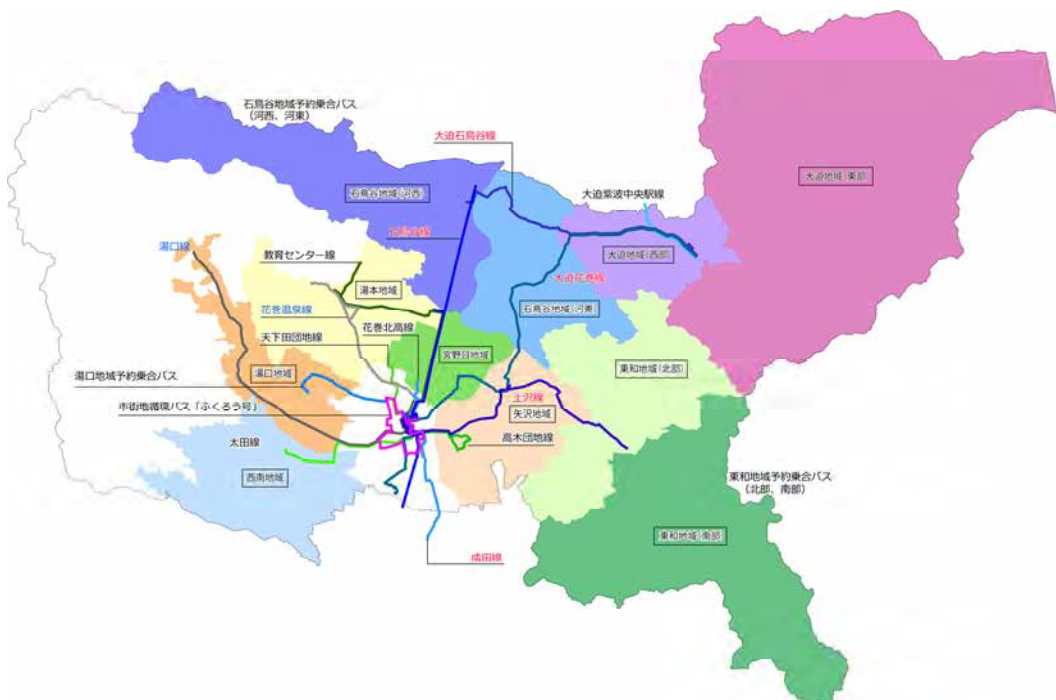 石鳥谷地域予約乗合バス
（河西、河東）
大迫石鳥谷線
大迫地域(東部)
石鳥谷地域(河西)
大迫紫波中央駅線
湯口線
教育センター線
大迫地域(西部)
大迫花巻線
湯本地域
花巻温泉線
石鳥谷地域(河東)
花巻北高線
天下田団地線
宮野目地域
東和地域(北部)
湯口地域予約乗合バス
湯口地域
土沢線
市街地循環バス「ふくろう号」
矢沢地域
太田線
高木団地線
西南地域
東和地域予約乗合バス
（北部、南部）
東和地域(南部)
成田線